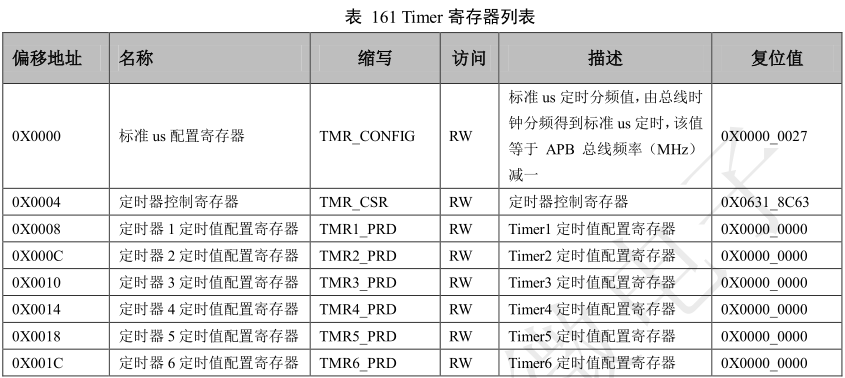 表 161 Timer 寄存器列表
偏移地址 名称 缩写 访问 描述 复位值
标准 us 定时分频值，由总线时
钟分频得到标准 us 定时，该值
0X0000 标准 us 配置寄存器 TMR_CONFIG RW 等于 APB 总线频率（MHz） 0X0000_0027
减一
0X0004 定时器控制寄存器 TMR_CSR RW 定时器控制寄存器 0X0631_8C63
0X0008 定时器 1 定时值配置寄存器 TMR1_PRD RW Timer1 定时值配置寄存器 0X0000_0000
0X000C 定时器 2 定时值配置寄存器 TMR2_PRD RW Timer2 定时值配置寄存器 0X0000_0000
0X0010 定时器 3 定时值配置寄存器 TMR3_PRD RW Timer3 定时值配置寄存器 0X0000_0000
0X0014 定时器 4 定时值配置寄存器 TMR4_PRD RW Timer4 定时值配置寄存器 0X0000_0000
0X0018 定时器 5 定时值配置寄存器 TMR5_PRD RW Timer5 定时值配置寄存器 0X0000_0000
0X001C 定时器 6 定时值配置寄存器 TMR6_PRD RW Timer6 定时值配置寄存器 0X0000_0000